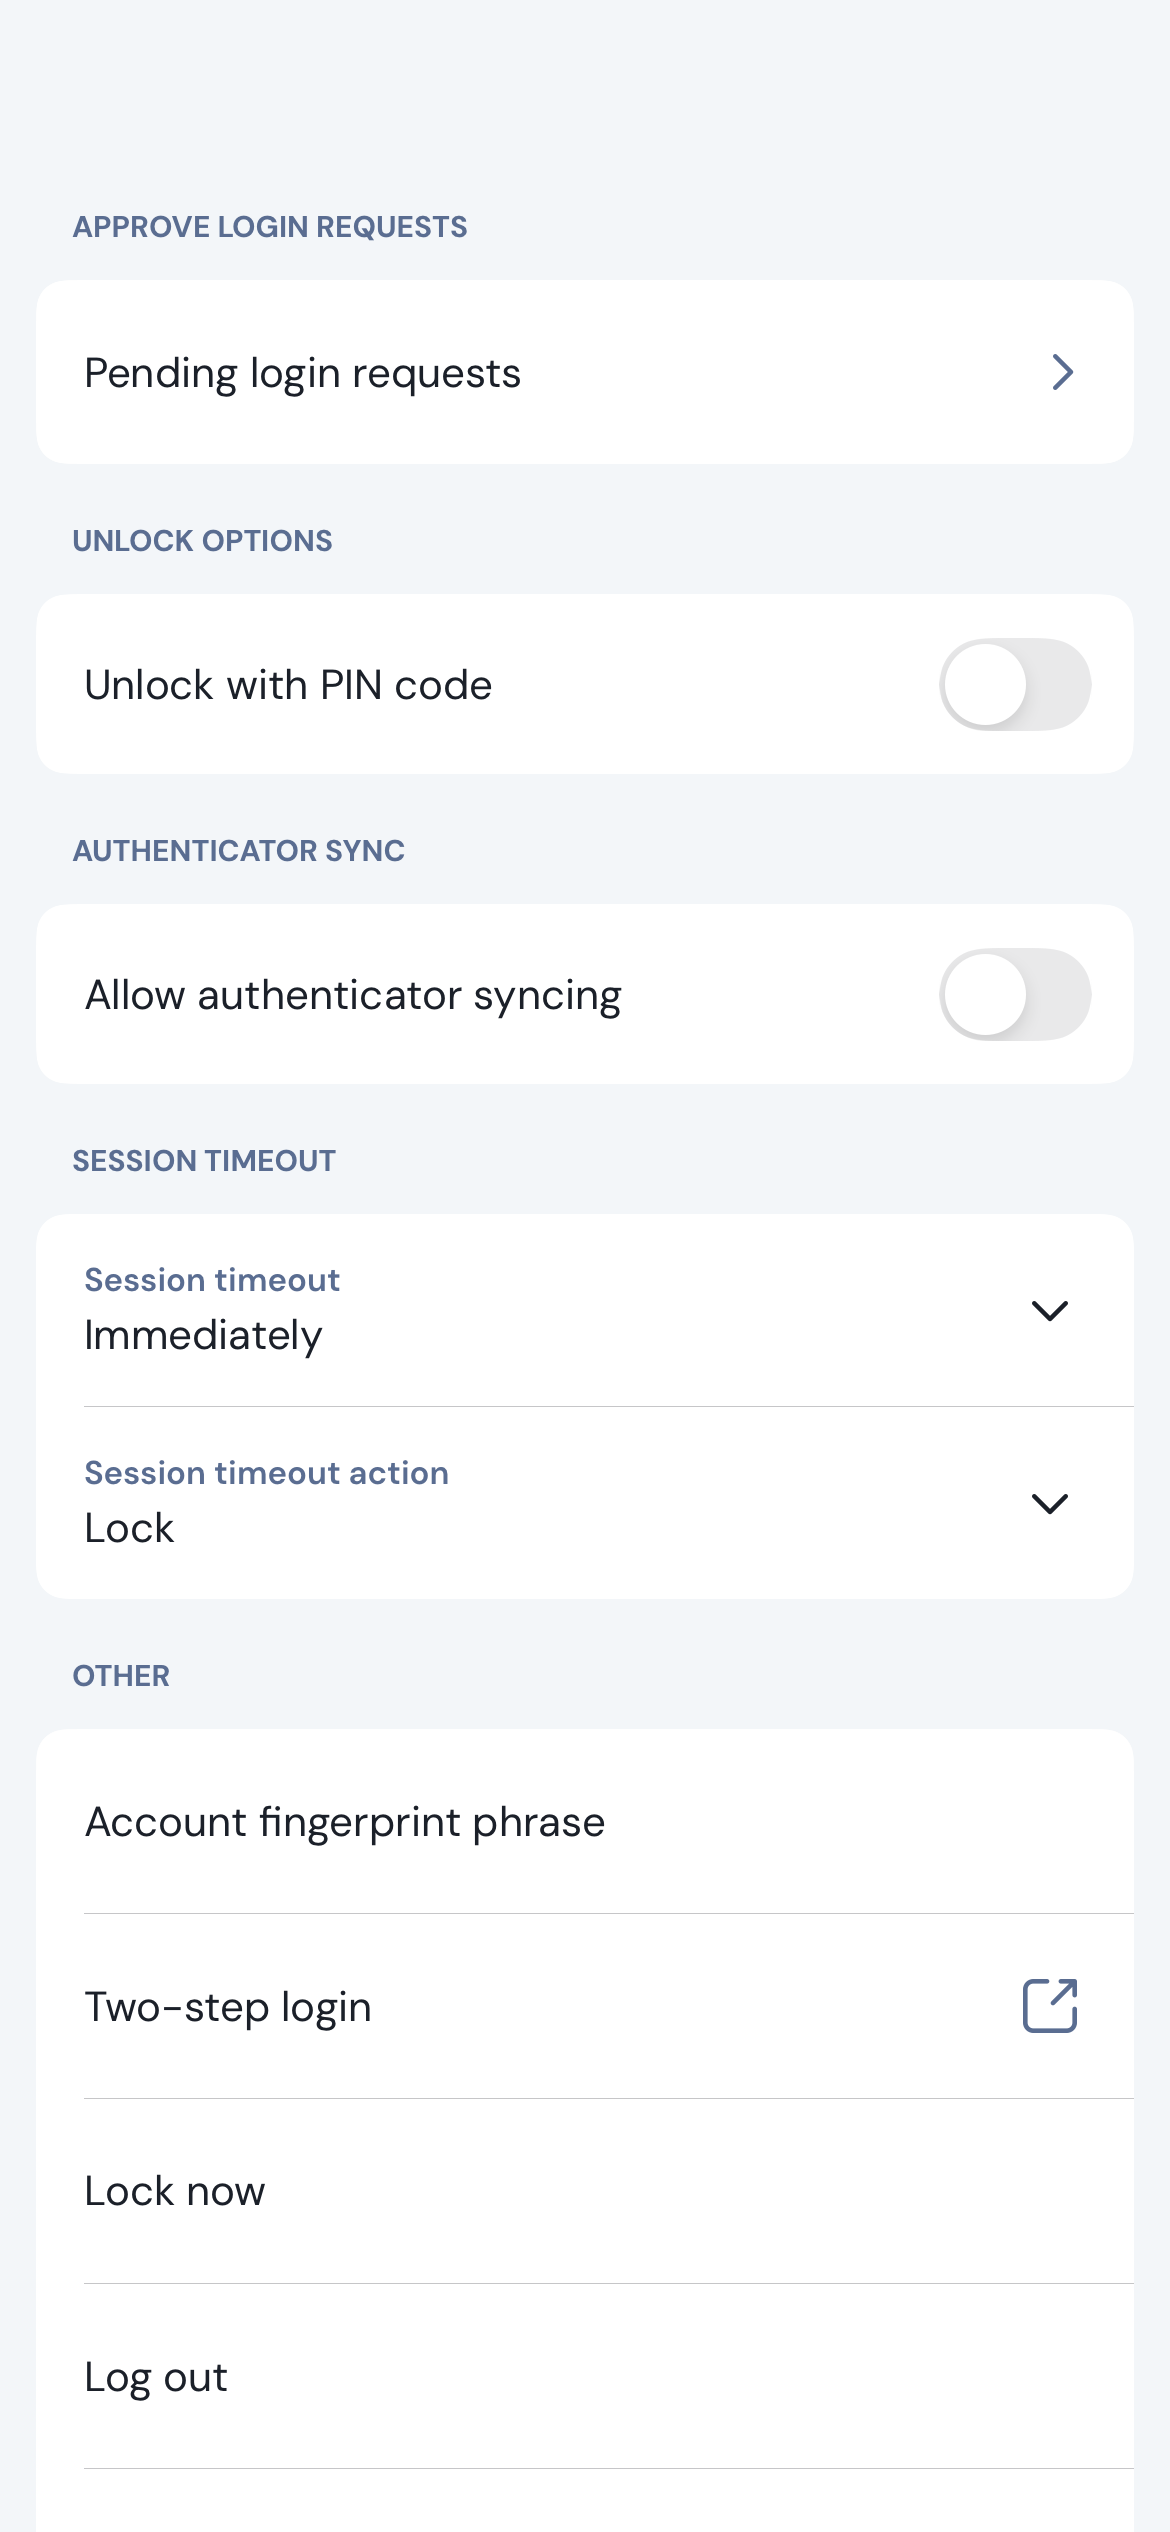 APPROVE LOGIN REQUESTS
Pending login requests
UNLOCK OPTIONS
Unlock with PIN code
AUTHENTICATOR SYNC
Allow authenticator syncing
SESSION TIMEOUT
Session timeout
Immediately
Session timeout action
Lock
OTHER
Account fingerprint phrase
Two-step login
Lock now
Log out